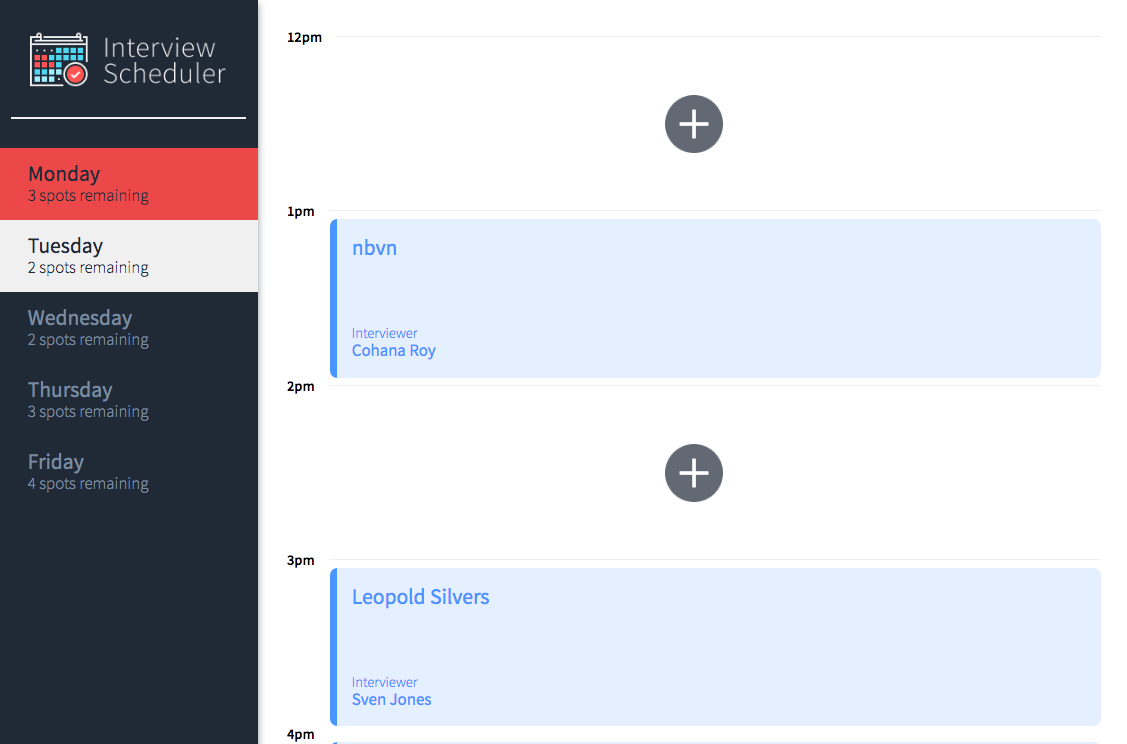 Interview
Scheduler
Monday
3 spots remaining
Tuesday
2 spots remaining
Wednesday
2 spots remaining
Thursday
3 spots remaining
Friday
4 spots remaining
12pm
1pm
nbvn
Interviewer
Cohana Roy
2pm
3pm
Leopold Silvers
Interviewer
Sven Jones
4pm